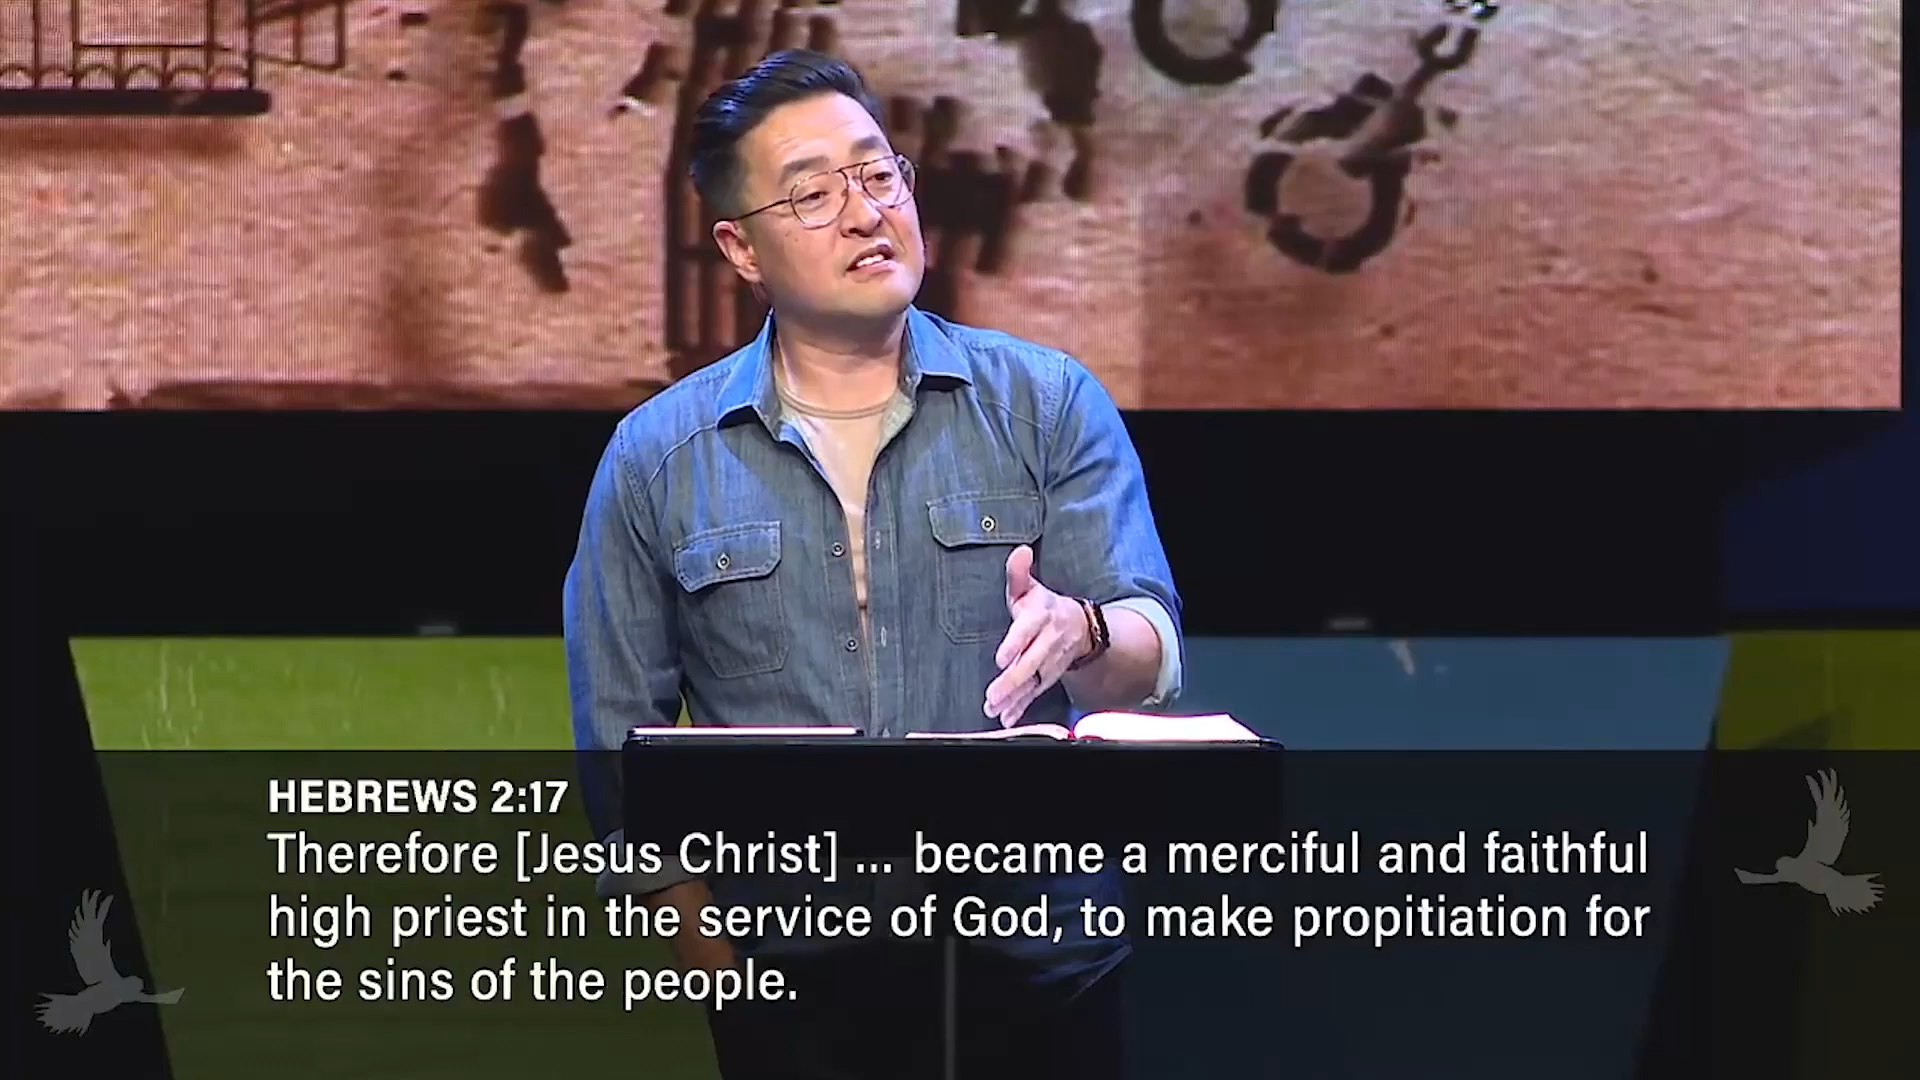 HEBREWS 2:17
Therefore [Jesus Christ] ... became a merciful and faithful
high priest in the service of God, to make propitiation for
the sins of the people.